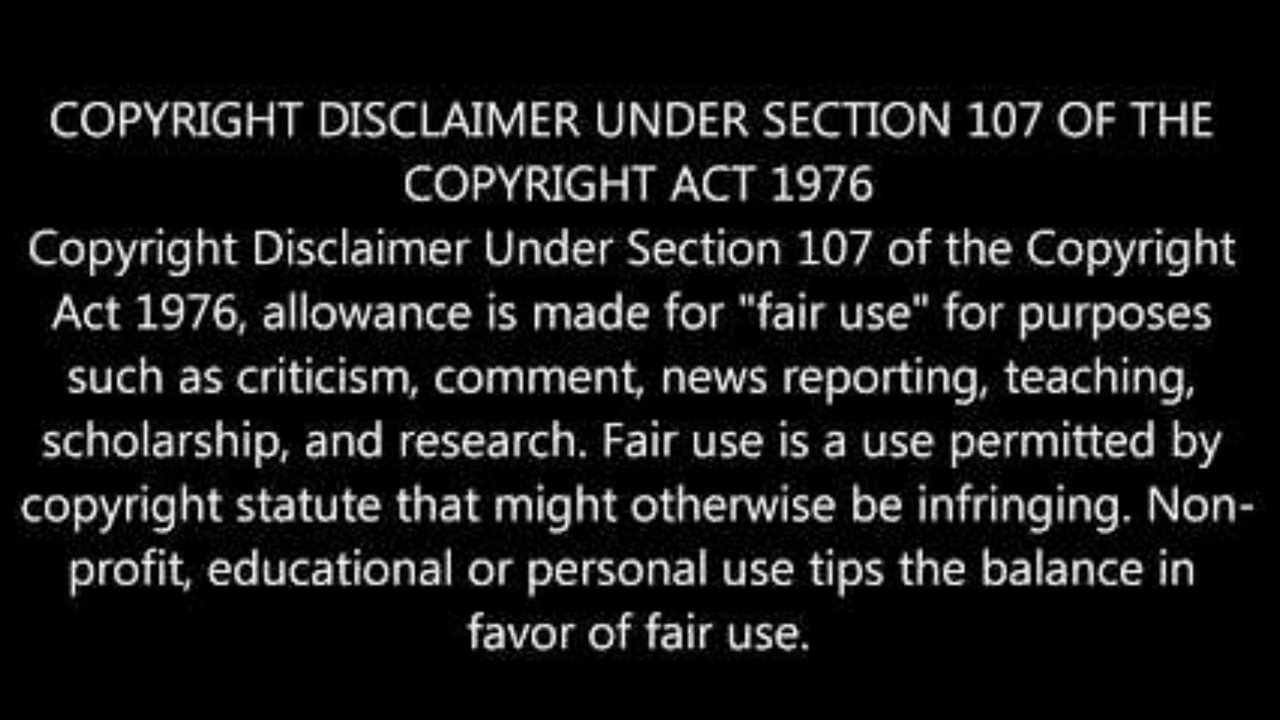 COPYRIGHT DISCLAIMER UNDER SECTION 107 OF THE
COPYRIGHT ACT 1976
Copyright Disclaimer Under Section 107 of the Copyright
Act 1976, allowance is made for "fair use" for purposes
such as criticism, comment, news reporting, teaching,
scholarship, and research. Fair use is a use permitted by
copyright statute that might otherwise be infringing. Non-
profit, educational or personal use tips the balance in
favor of fair use.